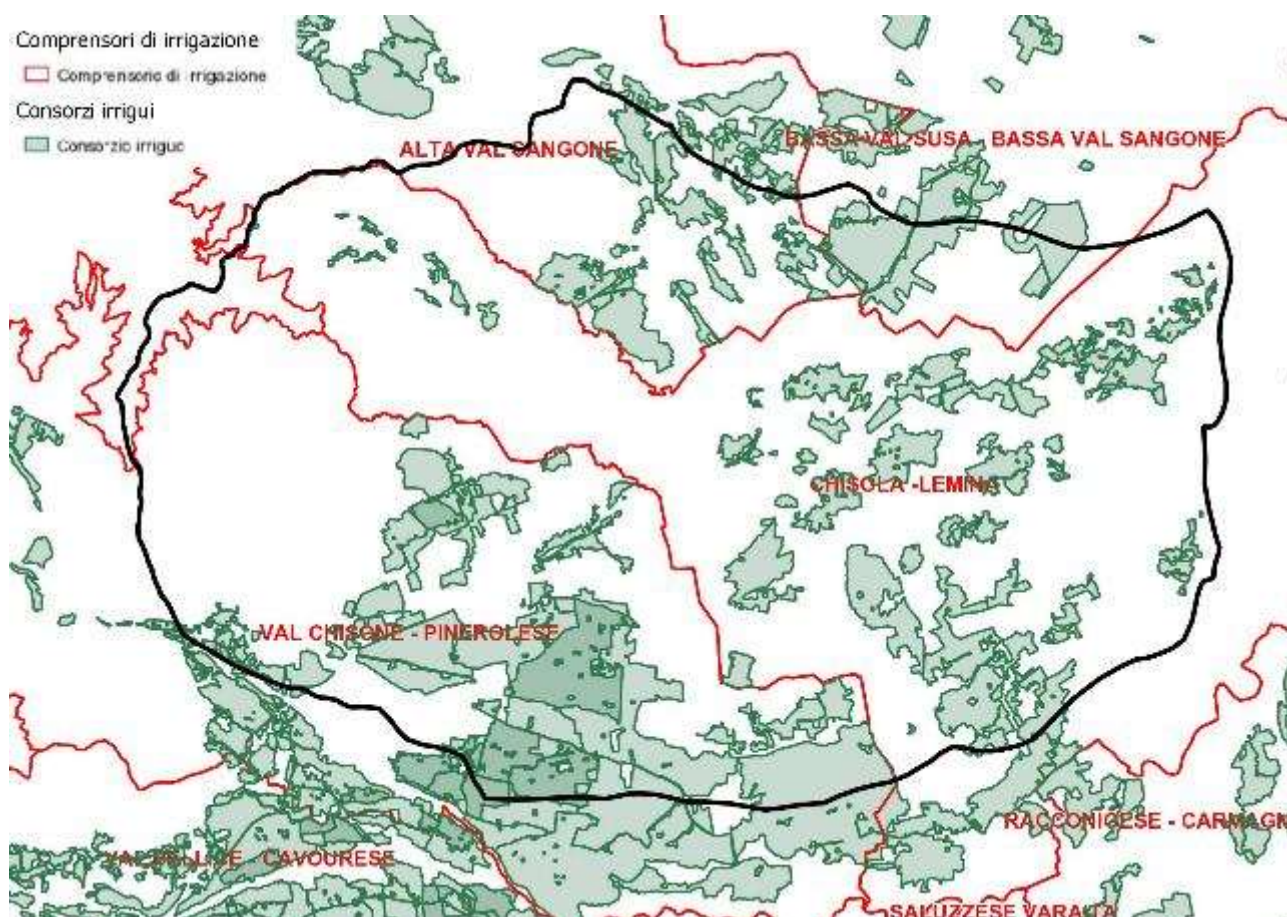 Comprensori di irrigazione
Comprensorio di irrigazione
Consorzi irrigui
Consorzio irriguo
ALTA VAL SANGONE
BASSA VAL SUSA - BASSA VAL SANGONE
CHISOLA -LEMINA
VAL CHISONE - PINEROLESE
RACCONIGESE - CARMAGN
VALPELLICE - CAVOURESE
SALUZZESE VARAITA